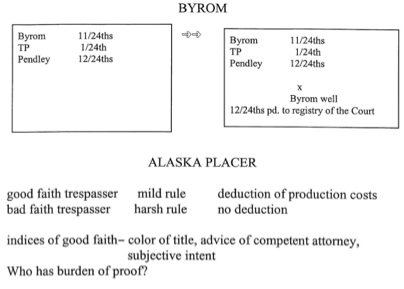 BYROM
Byrom 11/24ths
TP 1/24th
Pendley 12/24ths
⇨⇨
Byrom 11/24ths
TP 1/24th
Pendley 12/24ths
x
Byrom well
12/24ths pd. to registry of the Court
ALASKA PLACER
good faith trespasser mild rule deduction of production costs
bad faith trespasser harsh rule no deduction
indices of good faith– color of title, advice of competent attorney,
subjective intent
Who has burden of proof?